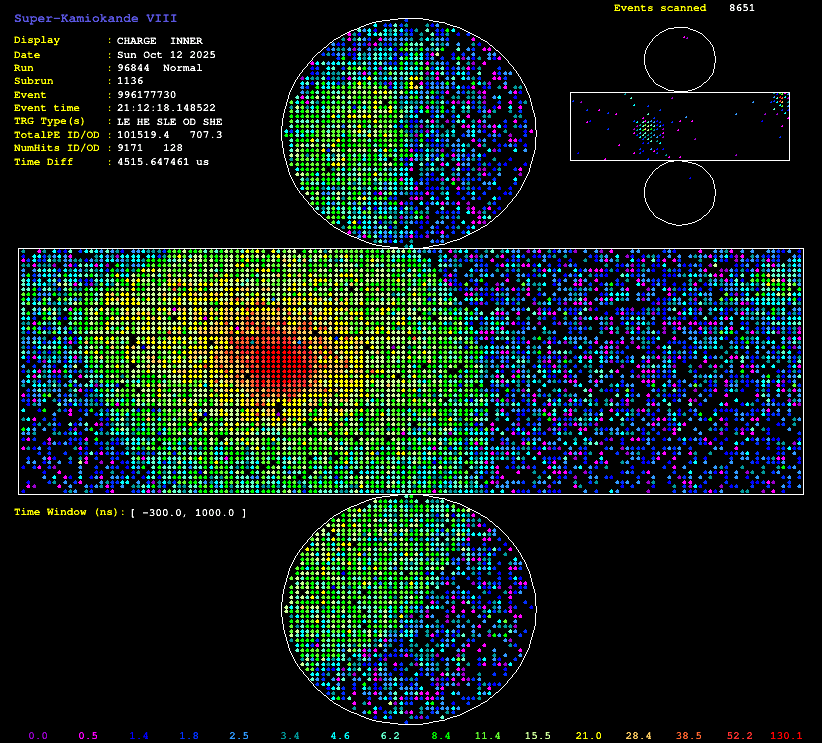 Super-Kamiokande VIII
Events scanned 8651
Display : CHARGE INNER
Date : Sun Oct 12 2025
Run : 96844 Normal
Subrun : 1136
Event : 996177730
Event time : 21:12:18.148522
TRG Type(s) : LE HE SLE OD SHE
TotalPE ID/OD : 101519.4 707.3
NumHits ID/OD : 9171 128
Time Diff : 4515.647461 us
Time Window (ns): [ -300.0, 1000.0 ]
0.0 0.5 1.4 1.8 2.5 3.4 4.6 6.2 8.4 11.4 15.5 21.0 28.4 38.5 52.2 130.1